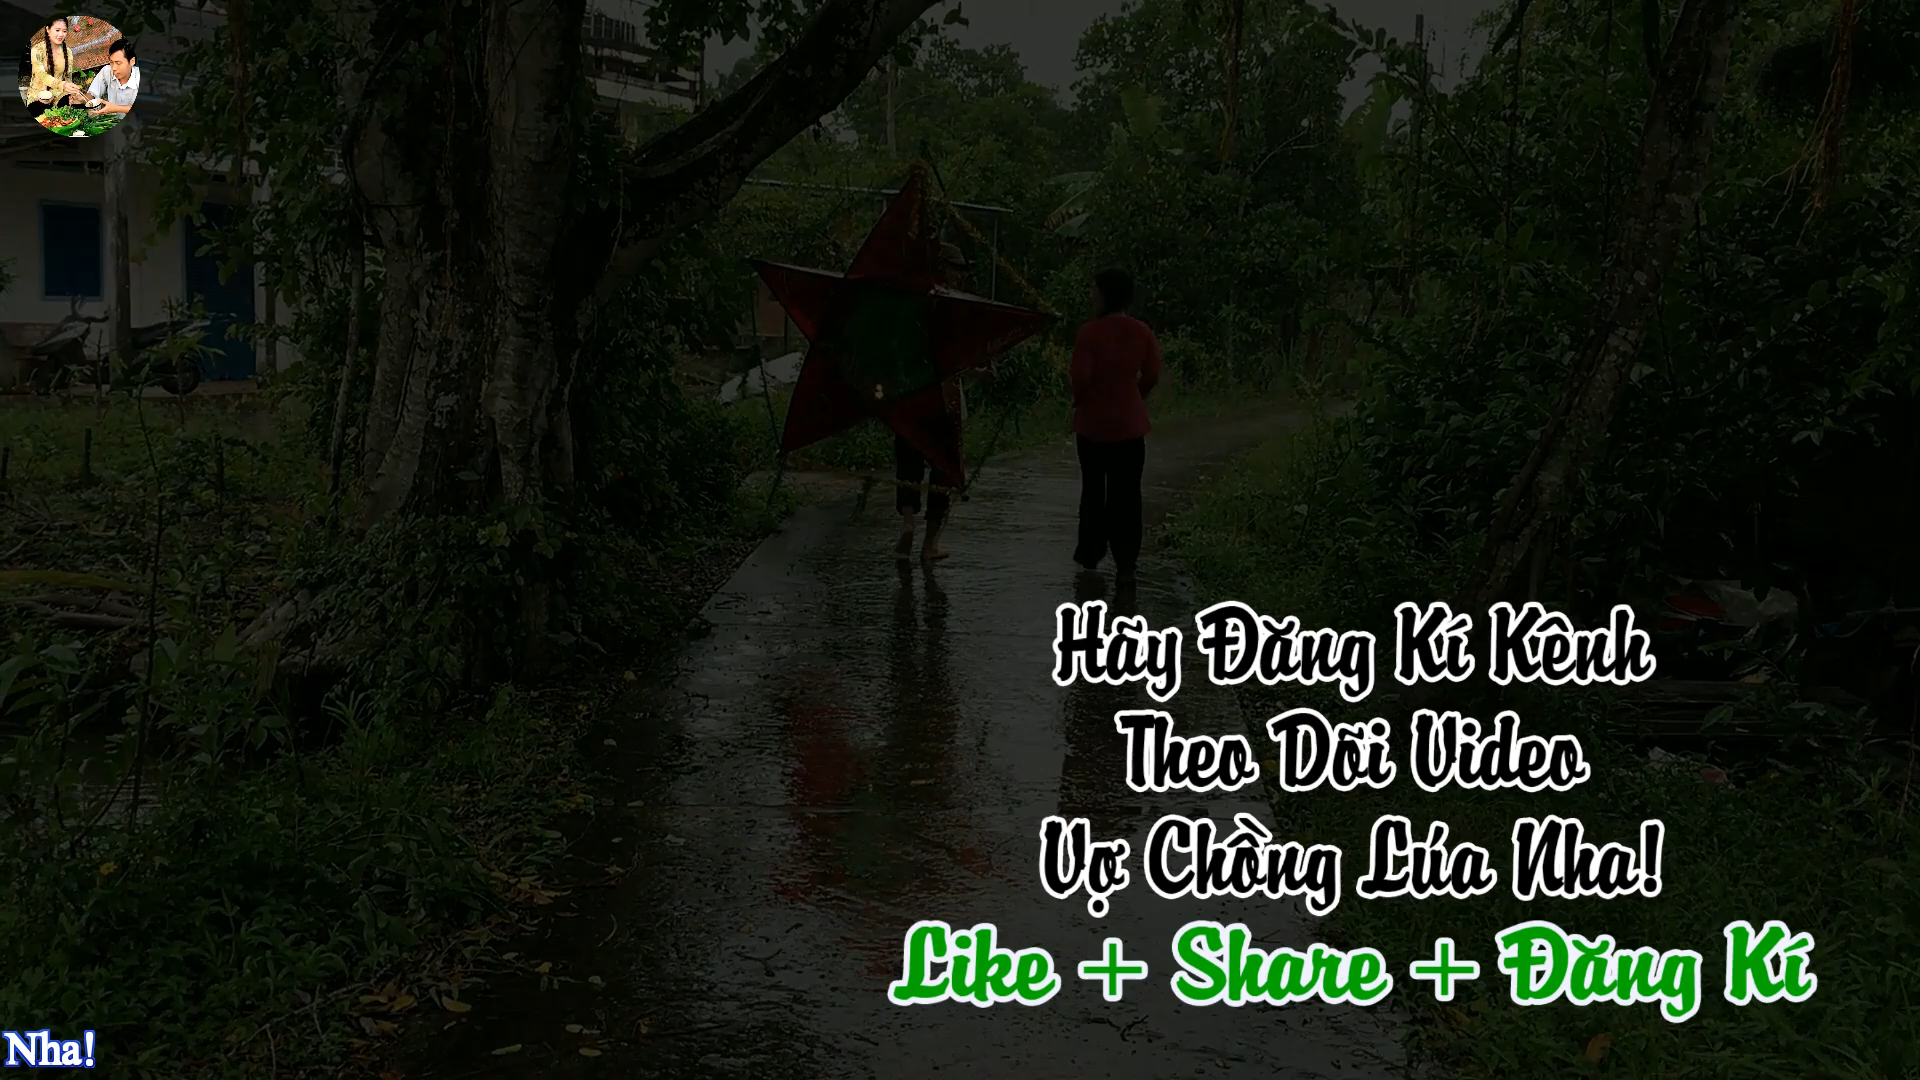 Hãy Đăng Kí Kênh
Theo Dõi Video
Vợ Chồng Lúa Nha!
Like + Share + Đăng Kí
Nha!